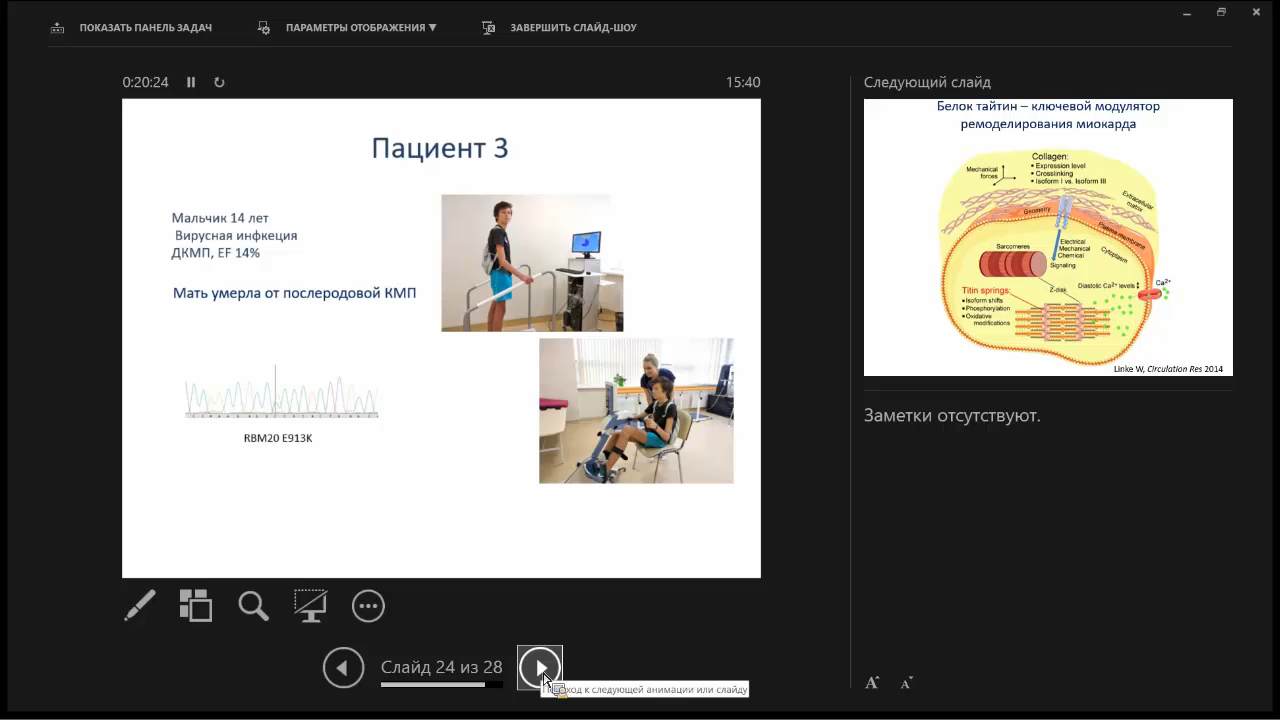 ПОКАЗАТЬ ПАНЕЛЬ ЗАДАЧ
ПАРАМЕТРЫ ОТОБРАЖЕНИЯ ▼
ЗАВЕРШИТЬ СЛАЙД-ШОУ
0:20:24
15:40
Пациент 3
Мальчик 14 лет
Вирусная инфкеция
ДКМП, EF 14%
Мать умерла от послеродовой КМП
RBM20 E913K
Слайд 24 из 28
к следующей анимации или слайду
Следующий слайд
Белок тайтин – ключевой модулятор
ремоделирования миокарда
Collagen:
▪ Expression level
▪ Crosslinking
▪ Isoform I vs. Isoform III
Mechanical
forces
Extracellular
matrix
Geometry
Plasma membrane
Cytoplasm
Sarcomeres
Electrical
Mechanical
Chemical
Signaling
Z-disk
Diastolic Ca²⁺ levels
Ca²⁺
Titin springs:
▪ Isoform shifts
▪ Phosphorylation
▪ Oxidative
modifications
Linke W, Circulation Res 2014
Заметки отсутствуют.
A
A